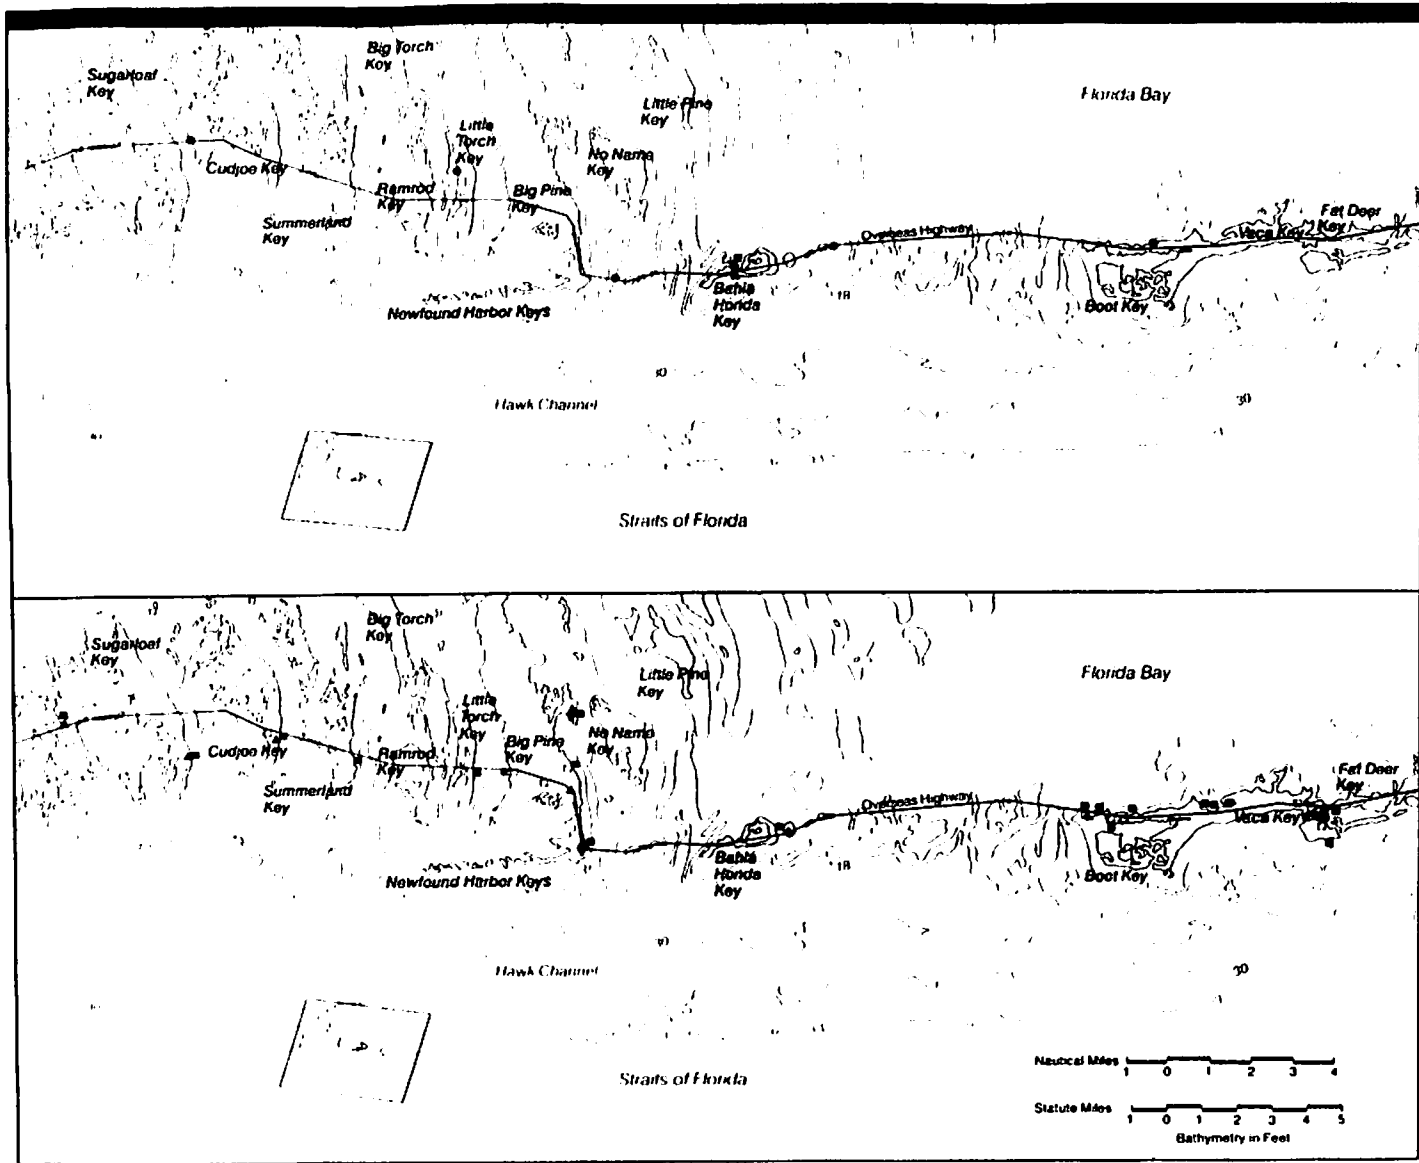 Big Torch
Key
Sugarloaf
Key
Little Pine
Key
Florida Bay
Little
Torch
Key
No Name
Key
Cudjoe Key
Ramrod
Key
Big Pine
Key
Summerland
Key
Fat Deer
Key
Vaca Key
Overseas Highway
Newfound Harbor Keys
Bahia
Honda
Key
18
Boot Key
30
Hawk Channel
30
Straits of Florida
Big Torch
Key
Sugarloaf
Key
Little Pine
Key
Florida Bay
Little
Torch
Key
No Name
Key
Cudjoe Key
Ramrod
Key
Big Pine
Key
Summerland
Key
Fat Deer
Key
Vaca Key
Overseas Highway
Newfound Harbor Keys
Bahia
Honda
Key
18
Boot Key
30
Hawk Channel
30
Straits of Florida
Nautical Miles
1 0 1 2 3 4
Statute Miles
1 0 1 2 3 4 5
Bathymetry in Feet